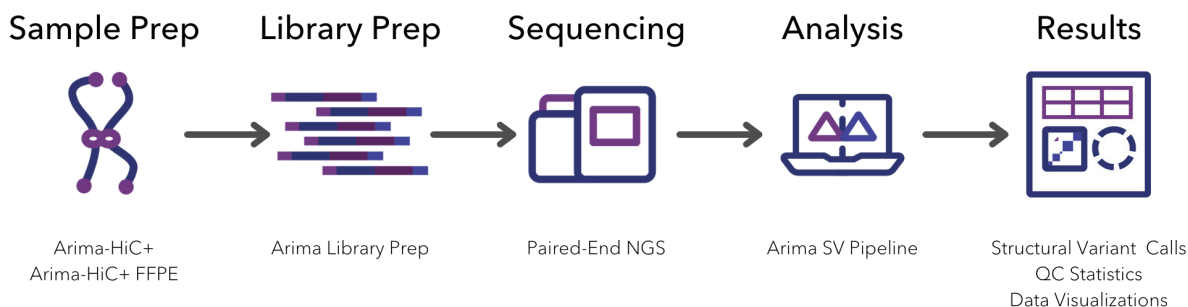 Sample Prep
Library Prep
Sequencing
Analysis
Results
Arima-HiC+
Arima-HiC+ FFPE
Arima Library Prep
Paired-End NGS
Arima SV Pipeline
Structural Variant Calls
QC Statistics
Data Visualizations